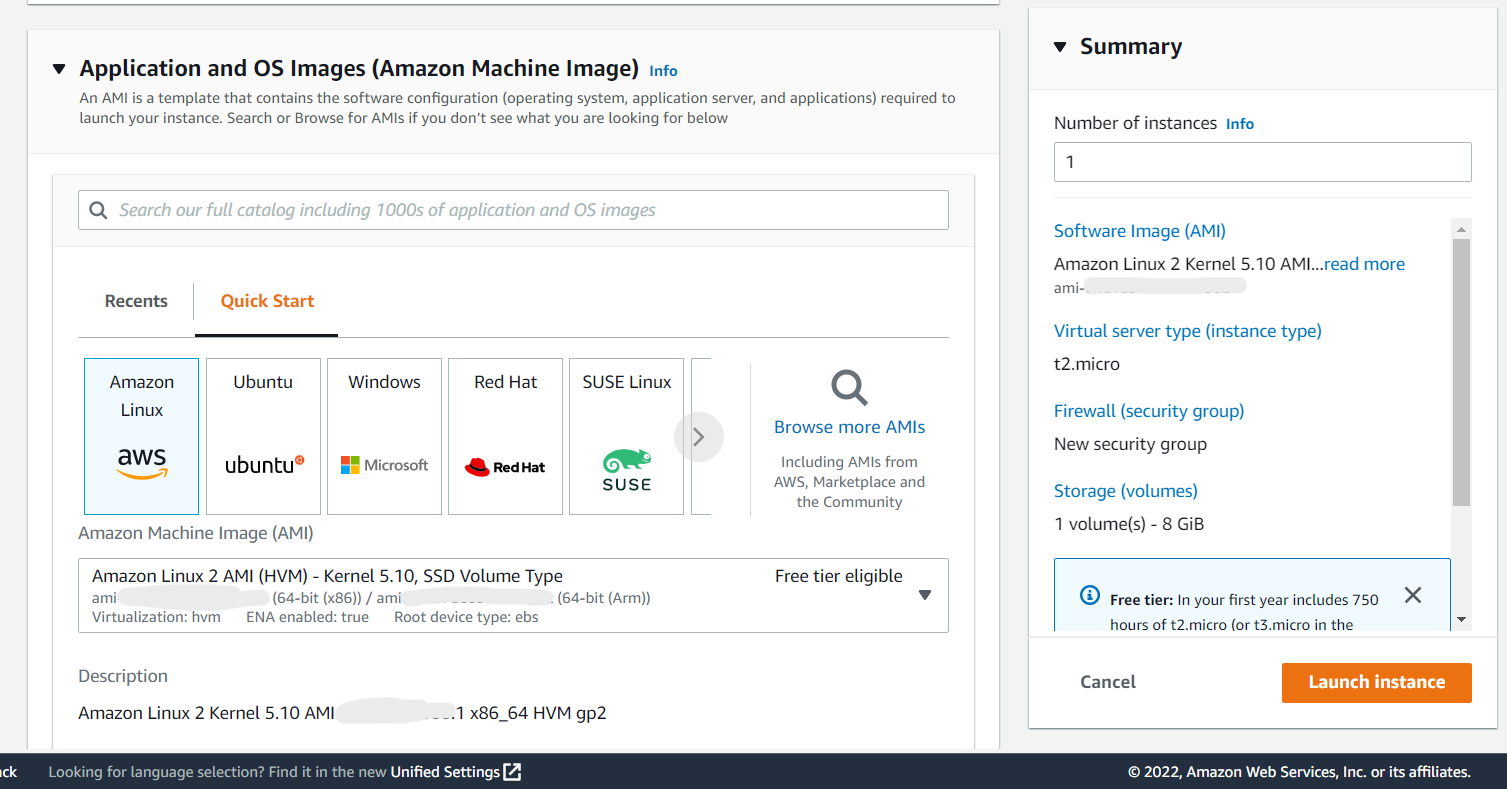 Application and OS Images (Amazon Machine Image) Info
An AMI is a template that contains the software configuration (operating system, application server, and applications) required to
launch your instance. Search or Browse for AMIs if you don’t see what you are looking for below
Search our full catalog including 1000s of application and OS images
Recents
Quick Start
Amazon
Linux
aws
Ubuntu
ubuntu
Windows
Microsoft
Red Hat
Red Hat
SUSE Linux
SUSE
Browse more AMIs
Including AMIs from
AWS, Marketplace and
the Community
Amazon Machine Image (AMI)
Amazon Linux 2 AMI (HVM) - Kernel 5.10, SSD Volume Type
Free tier eligible
ami (64-bit (x86)) / ami (64-bit (Arm))
Virtualization: hvm ENA enabled: true Root device type: ebs
Description
Amazon Linux 2 Kernel 5.10 AMI .1 x86_64 HVM gp2
Summary
Number of instances Info
1
Software Image (AMI)
Amazon Linux 2 Kernel 5.10 AMI...read more
ami-
Virtual server type (instance type)
t2.micro
Firewall (security group)
New security group
Storage (volumes)
1 volume(s) - 8 GiB
Free tier: In your first year includes 750
hours of t2.micro (or t3.micro in the
Cancel
Launch instance
Looking for language selection? Find it in the new Unified Settings
© 2022, Amazon Web Services, Inc. or its affiliates.